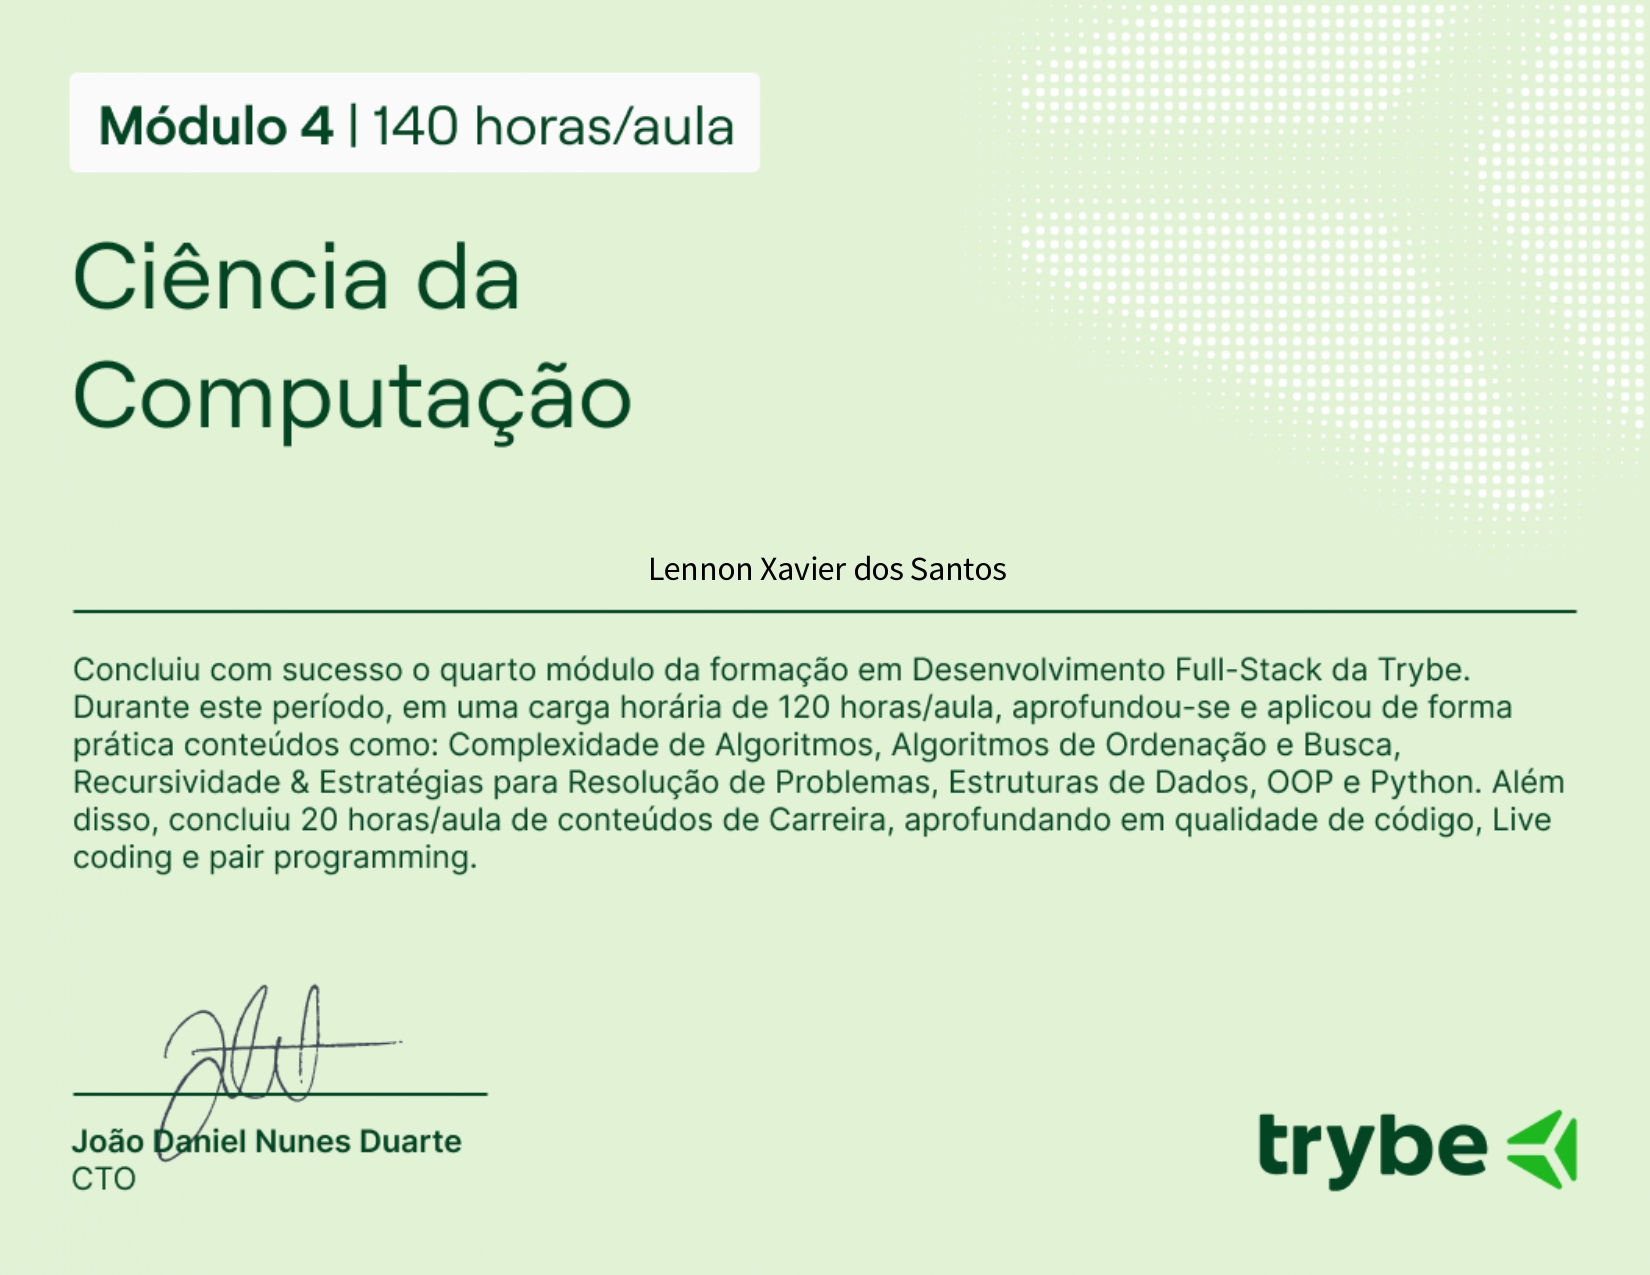 Módulo 4 | 140 horas/aula
Ciência da
Computação
Lennon Xavier dos Santos
Concluiu com sucesso o quarto módulo da formação em Desenvolvimento Full-Stack da Trybe.
Durante este período, em uma carga horária de 120 horas/aula, aprofundou-se e aplicou de forma
prática conteúdos como: Complexidade de Algoritmos, Algoritmos de Ordenação e Busca,
Recursividade & Estratégias para Resolução de Problemas, Estruturas de Dados, OOP e Python. Além
disso, concluiu 20 horas/aula de conteúdos de Carreira, aprofundando em qualidade de código, Live
coding e pair programming.
João Daniel Nunes Duarte
CTO
trybe